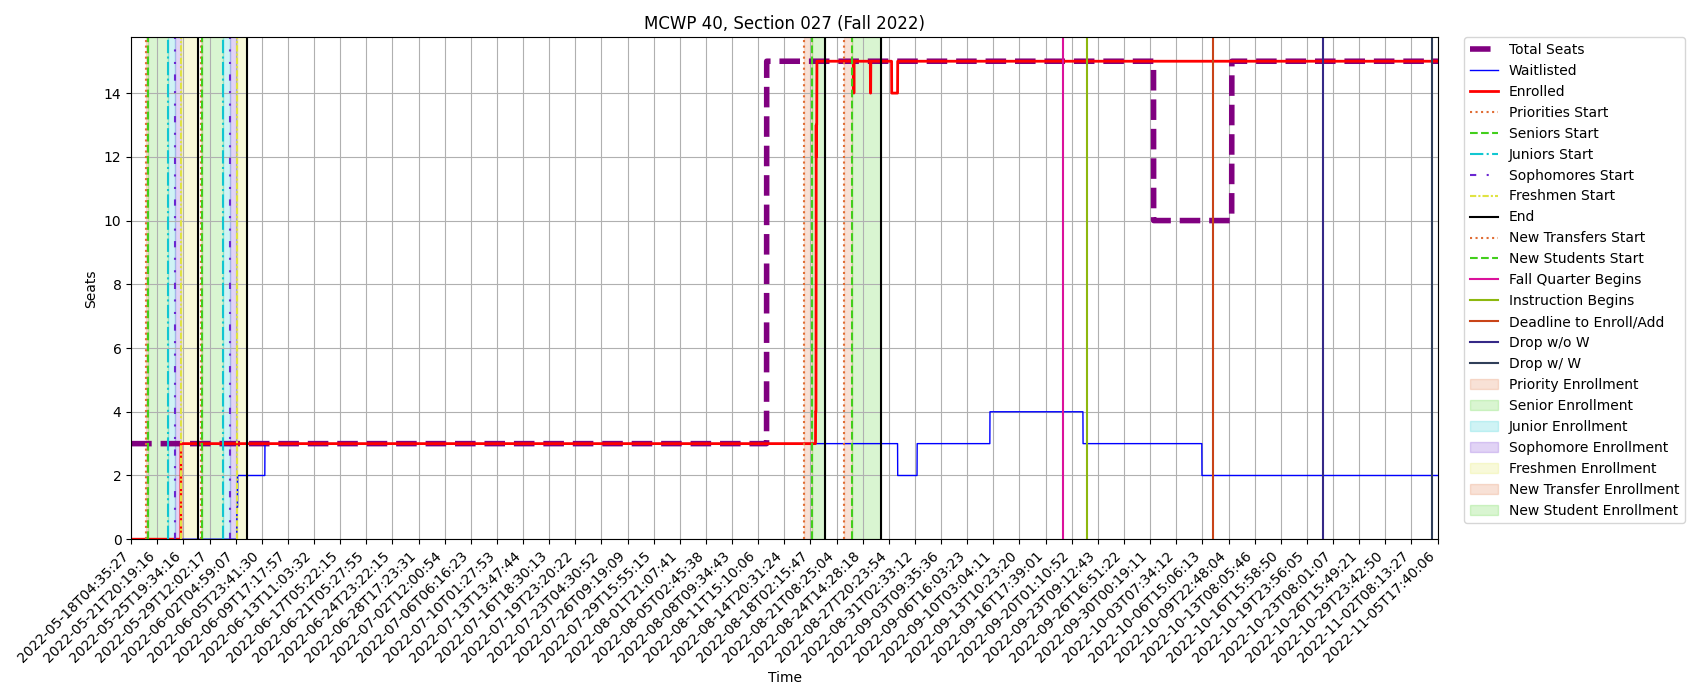 MCWP 40, Section 027 (Fall 2022)
Seats
14
12
10
8
6
4
2
0
2022-05-18T04:35:27
2022-05-21T20:19:16
2022-05-25T19:34:16
2022-05-29T12:02:17
2022-06-02T04:59:07
2022-06-05T23:41:30
2022-06-09T17:17:57
2022-06-13T11:03:32
2022-06-17T05:22:15
2022-06-21T05:27:55
2022-06-24T23:22:15
2022-06-28T17:23:31
2022-07-02T12:00:54
2022-07-06T06:16:23
2022-07-10T01:27:53
2022-07-13T13:47:44
2022-07-16T18:30:13
2022-07-19T23:20:22
2022-07-23T04:30:52
2022-07-26T09:19:09
2022-07-29T15:55:15
2022-08-01T21:07:41
2022-08-05T02:45:38
2022-08-08T09:34:43
2022-08-11T15:10:06
2022-08-14T20:31:24
2022-08-18T02:15:47
2022-08-21T08:25:04
2022-08-24T14:28:18
2022-08-27T20:23:54
2022-08-31T02:33:12
2022-09-03T09:35:36
2022-09-06T16:03:23
2022-09-10T03:04:11
2022-09-13T10:23:20
2022-09-16T17:39:01
2022-09-20T01:10:52
2022-09-23T09:12:43
2022-09-26T16:51:22
2022-09-30T00:19:11
2022-10-03T07:34:12
2022-10-06T15:06:13
2022-10-09T22:48:04
2022-10-13T08:05:46
2022-10-16T15:58:50
2022-10-19T23:56:05
2022-10-23T08:01:07
2022-10-26T15:49:21
2022-10-29T23:42:50
2022-11-02T08:13:27
2022-11-05T17:40:06
Time
Total Seats
Waitlisted
Enrolled
Priorities Start
Seniors Start
Juniors Start
Sophomores Start
Freshmen Start
End
New Transfers Start
New Students Start
Fall Quarter Begins
Instruction Begins
Deadline to Enroll/Add
Drop w/o W
Drop w/ W
Priority Enrollment
Senior Enrollment
Junior Enrollment
Sophomore Enrollment
Freshmen Enrollment
New Transfer Enrollment
New Student Enrollment